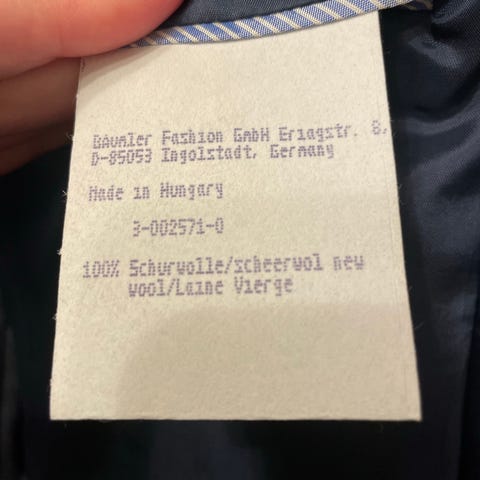 Bäumler Fashion GmbH Eriagstr. 8,
D-85053 Ingolstadt, Germany
Made in Hungary
3-002571-0
100% Schurwolle/scheerwol new
wool/Laine Vierge